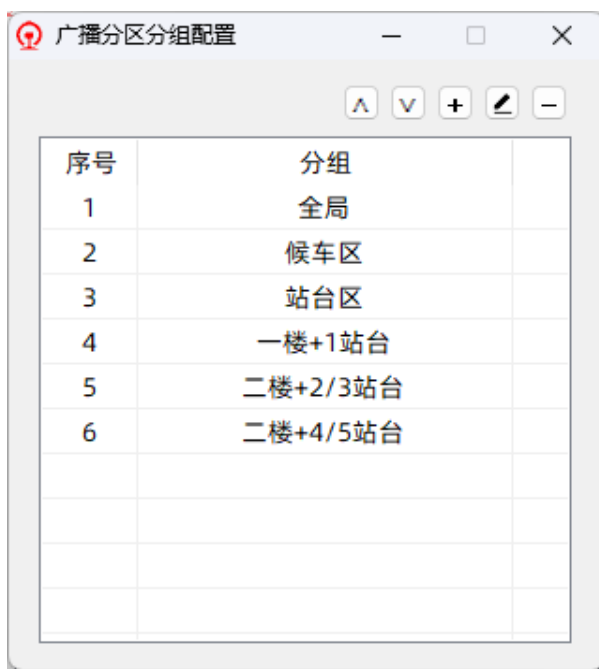 广播分区分组配置
序号 分组
1 全局
2 候车区
3 站台区
4 一楼+1站台
5 二楼+2/3站台
6 二楼+4/5站台